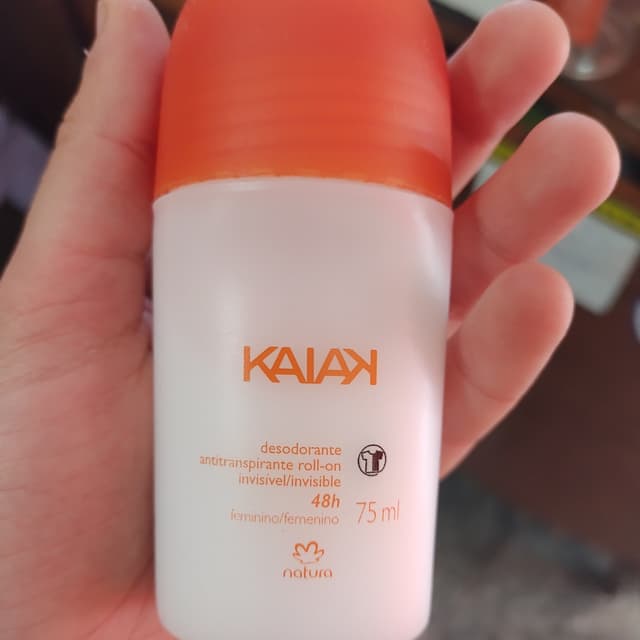 KAIAK
desodorante
antitranspirante roll-on
invisível/invisible
48h
feminino/femenino
75 ml
natura